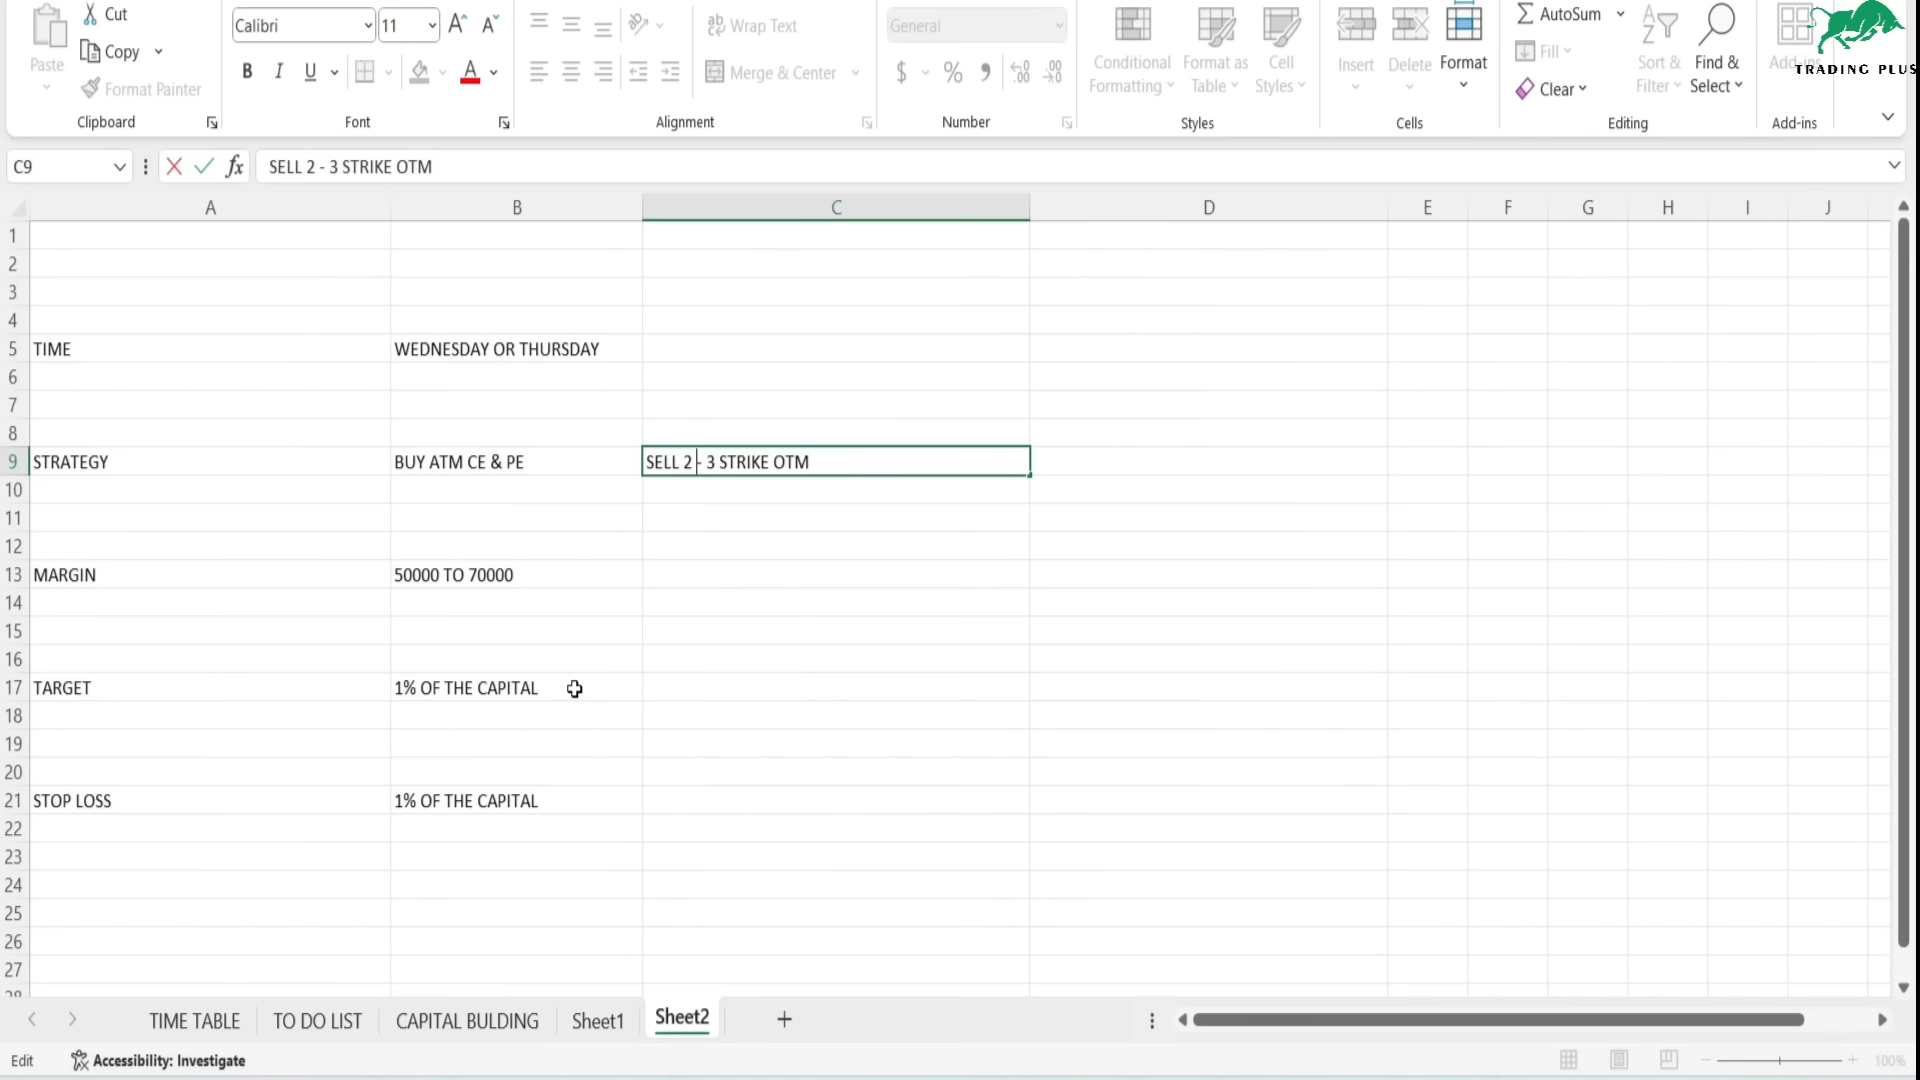 Cut
Calibri 11 A A
Wrap Text
General
AutoSum
Paste
Copy
B I U A
Merge & Center
$ % 9
Conditional Formatting
Format as Table
Cell Styles
Insert Delete Format
Fill
Sort & Filter
Find & Select
Add-ins
TRADING PLUS
Format Painter
Clear
Clipboard Font Alignment Number Styles Cells Editing Add-ins
C9 fx SELL 2 - 3 STRIKE OTM
A B C D E F G H I J
1
2
3
4
5 TIME WEDNESDAY OR THURSDAY
6
7
8
9 STRATEGY BUY ATM CE & PE SELL 2 - 3 STRIKE OTM
10
11
12
13 MARGIN 50000 TO 70000
14
15
16
17 TARGET 1% OF THE CAPITAL
18
19
20
21 STOP LOSS 1% OF THE CAPITAL
22
23
24
25
26
27
28
TIME TABLE TO DO LIST CAPITAL BULDING Sheet1 Sheet2 +
Edit Accessibility: Investigate 100%